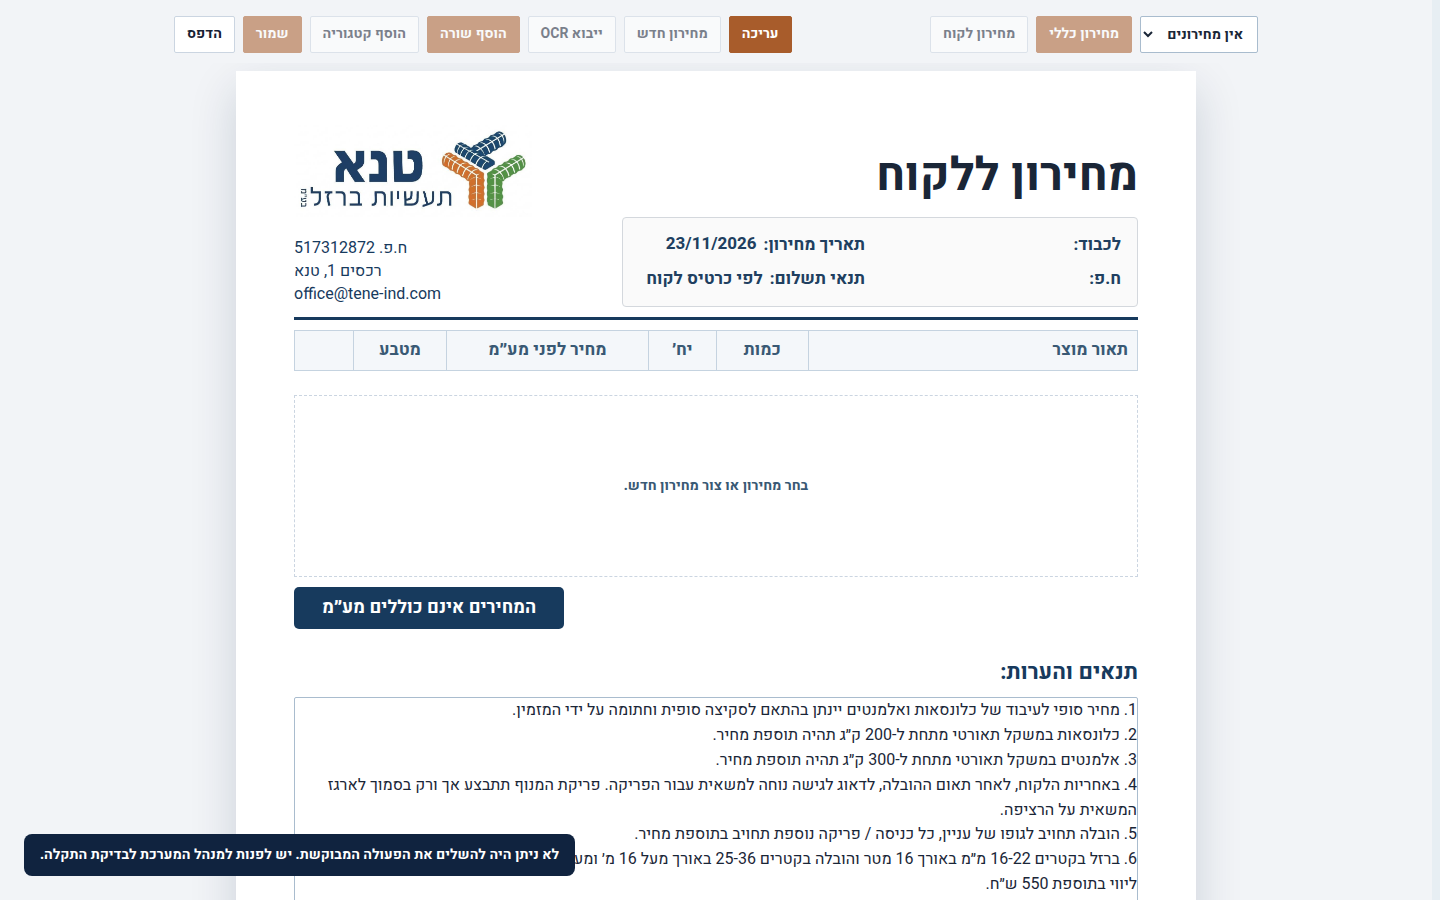 אין מחירונים
מחירון כללי
מחירון לקוח
עריכה
מחירון חדש
ייבוא OCR
הוסף שורה
הוסף קטגוריה
שמור
הדפס
מחירון ללקוח
טנא
תעשיות ברזל בע״מ
לכבוד:
תאריך מחירון: 23/11/2026
ח.פ:
תנאי תשלום: לפי כרטיס לקוח
ח.פ. 517312872
רכסים 1, טנא
office@tene-ind.com
תאור מוצר
כמות
יח׳
מחיר לפני מע״מ
מטבע
בחר מחירון או צור מחירון חדש.
המחירים אינם כוללים מע״מ
תנאים והערות:
1. מחיר סופי לעיבוד של כלונסאות ואלמנטים יינתן בהתאם לסקיצה סופית וחתומה על ידי המזמין.
2. כלונסאות במשקל תאורטי מתחת ל-200 ק״ג תהיה תוספת מחיר.
3. אלמנטים במשקל תאורטי מתחת ל-300 ק״ג תהיה תוספת מחיר.
4. באחריות הלקוח, לאחר תאום ההובלה, לדאוג לגישה נוחה למשאית עבור הפריקה. פריקת המנוף תתבצע אך ורק בסמוך לארגז
המשאית על הרציפה.
5. הובלה תחויב לגופו של עניין, כל כניסה / פריקה נוספת תחויב בתוספת מחיר.
6. ברזל בקטרים 16-22 מ״מ באורך 16 מטר והובלה בקטרים 25-36 באורך מעל 16 מ׳
ליווי בתוספת 550 ש״ח.
לא ניתן היה להשלים את הפעולה המבוקשת. יש לפנות למנהל המערכת לבדיקת התקלה.